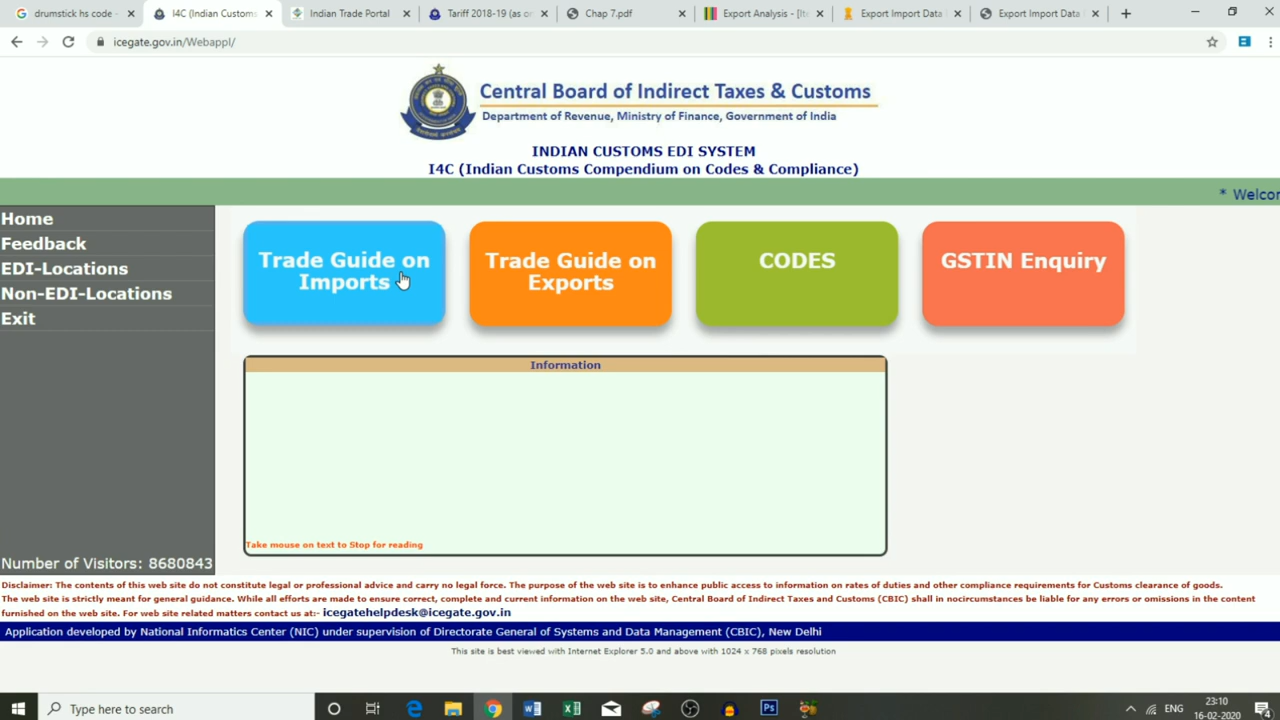 drumstick hs code -
I4C (Indian Customs
Indian Trade Portal
Tariff 2018-19 (as o
Chap 7.pdf
Export Analysis - [Ite
Export Import Data
Export Import Data
icegate.gov.in/Webappl/
Central Board of Indirect Taxes & Customs
Department of Revenue, Ministry of Finance, Government of India
INDIAN CUSTOMS EDI SYSTEM
I4C (Indian Customs Compendium on Codes & Compliance)
* Welcor
Home
Feedback
EDI-Locations
Non-EDI-Locations
Exit
Trade Guide on
Imports
Trade Guide on
Exports
CODES
GSTIN Enquiry
Information
Take mouse on text to Stop for reading
Number of Visitors: 8680843
Disclaimer: The contents of this web site do not constitute legal or professional advice and carry no legal force. The purpose of the web site is to enhance public access to information on rates of duties and other compliance requirements for Customs clearance of goods.
The web site is strictly meant for general guidance. While all efforts are made to ensure correct, complete and current information on the web site, Central Board of Indirect Taxes and Customs (CBIC) shall in nocircumstances be liable for any errors or omissions in the content
furnished on the web site. For web site related matters contact us at:- icegatehelpdesk@icegate.gov.in
Application developed by National Informatics Center (NIC) under supervision of Directorate General of Systems and Data Management (CBIC), New Delhi
This site is best viewed with Internet Explorer 5.0 and above with 1024 x 768 pixels resolution
Type here to search
Ps
ENG
23:10
16-02-2020
4